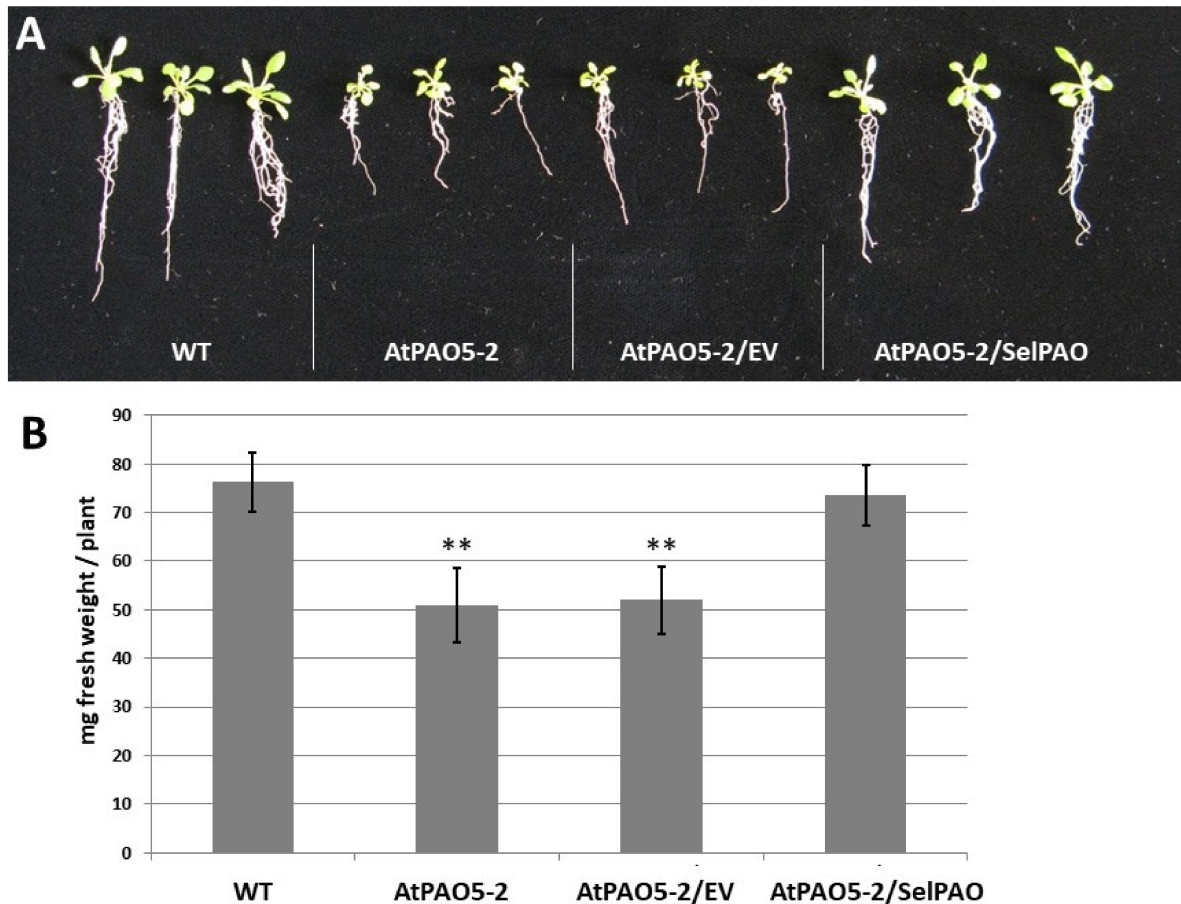 A
WT AtPAO5-2 AtPAO5-2/EV AtPAO5-2/SelPAO
B
mg fresh weight / plant
90
80
70
60
50
40
30
20
10
0
** **
WT AtPAO5-2 AtPAO5-2/EV AtPAO5-2/SelPAO